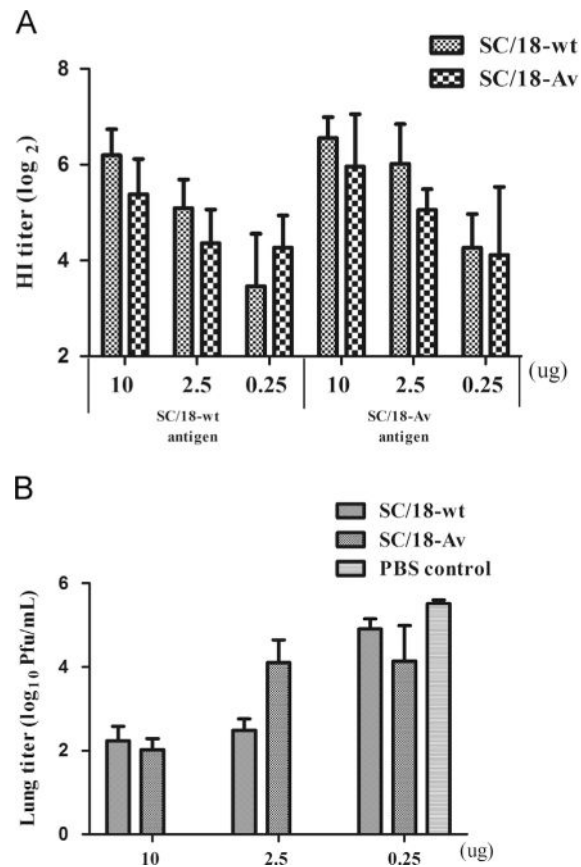 A
SC/18-wt
SC/18-Av
HI titer (log 2)
8
6
4
2
10 2.5 0.25 10 2.5 0.25 (ug)
SC/18-wt antigen
SC/18-Av antigen
B
SC/18-wt
SC/18-Av
PBS control
Lung titer (log10 Pfu/mL)
6
4
2
0
10 2.5 0.25 (ug)